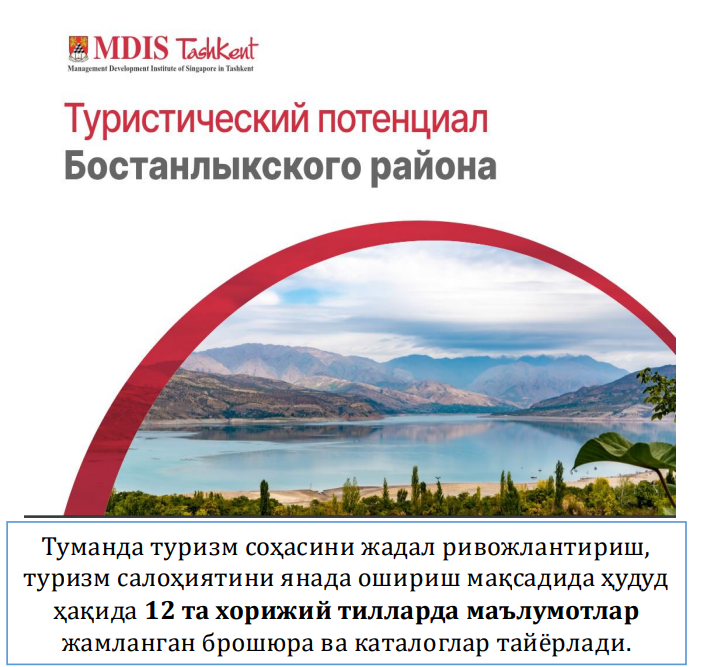 MDIS Tashkent
Management Development Institute of Singapore in Tashkent
Туристический потенциал
Бостанлыкского района
Туманда туризм соҳасини жадал ривожлантириш,
туризм салоҳиятини янада ошириш мақсадида ҳудуд
ҳақида 12 та хорижий тилларда маълумотлар
жамланган брошюра ва каталоглар тайёрлади.